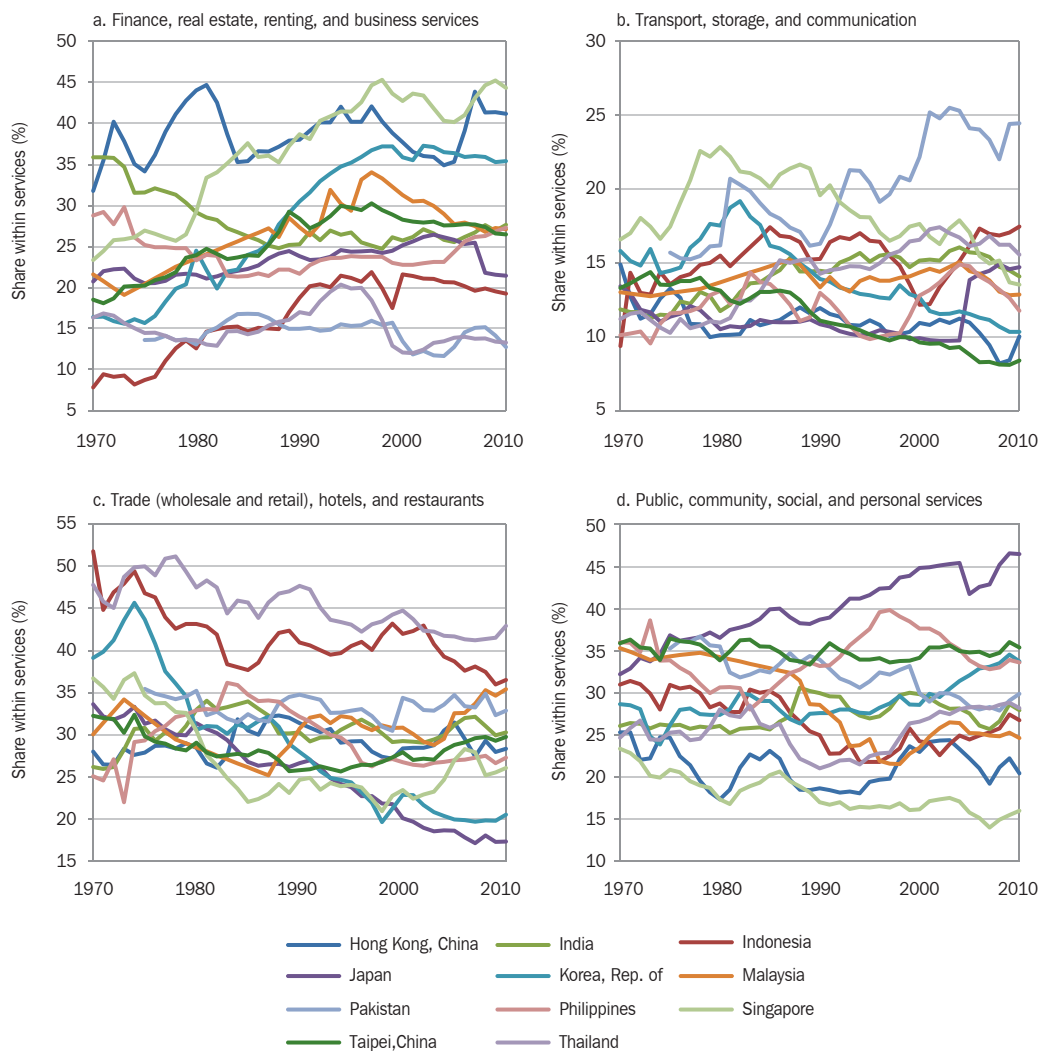 a. Finance, real estate, renting, and business services
Share within services (%)
50
45
40
35
30
25
20
15
10
5
1970 1980 1990 2000 2010
b. Transport, storage, and communication
Share within services (%)
30
25
20
15
10
5
1970 1980 1990 2000 2010
c. Trade (wholesale and retail), hotels, and restaurants
Share within services (%)
55
50
45
40
35
30
25
20
15
1970 1980 1990 2000 2010
d. Public, community, social, and personal services
Share within services (%)
50
45
40
35
30
25
20
15
10
1970 1980 1990 2000 2010
Hong Kong, China India Indonesia
Japan Korea, Rep. of Malaysia
Pakistan Philippines Singapore
Taipei,China Thailand